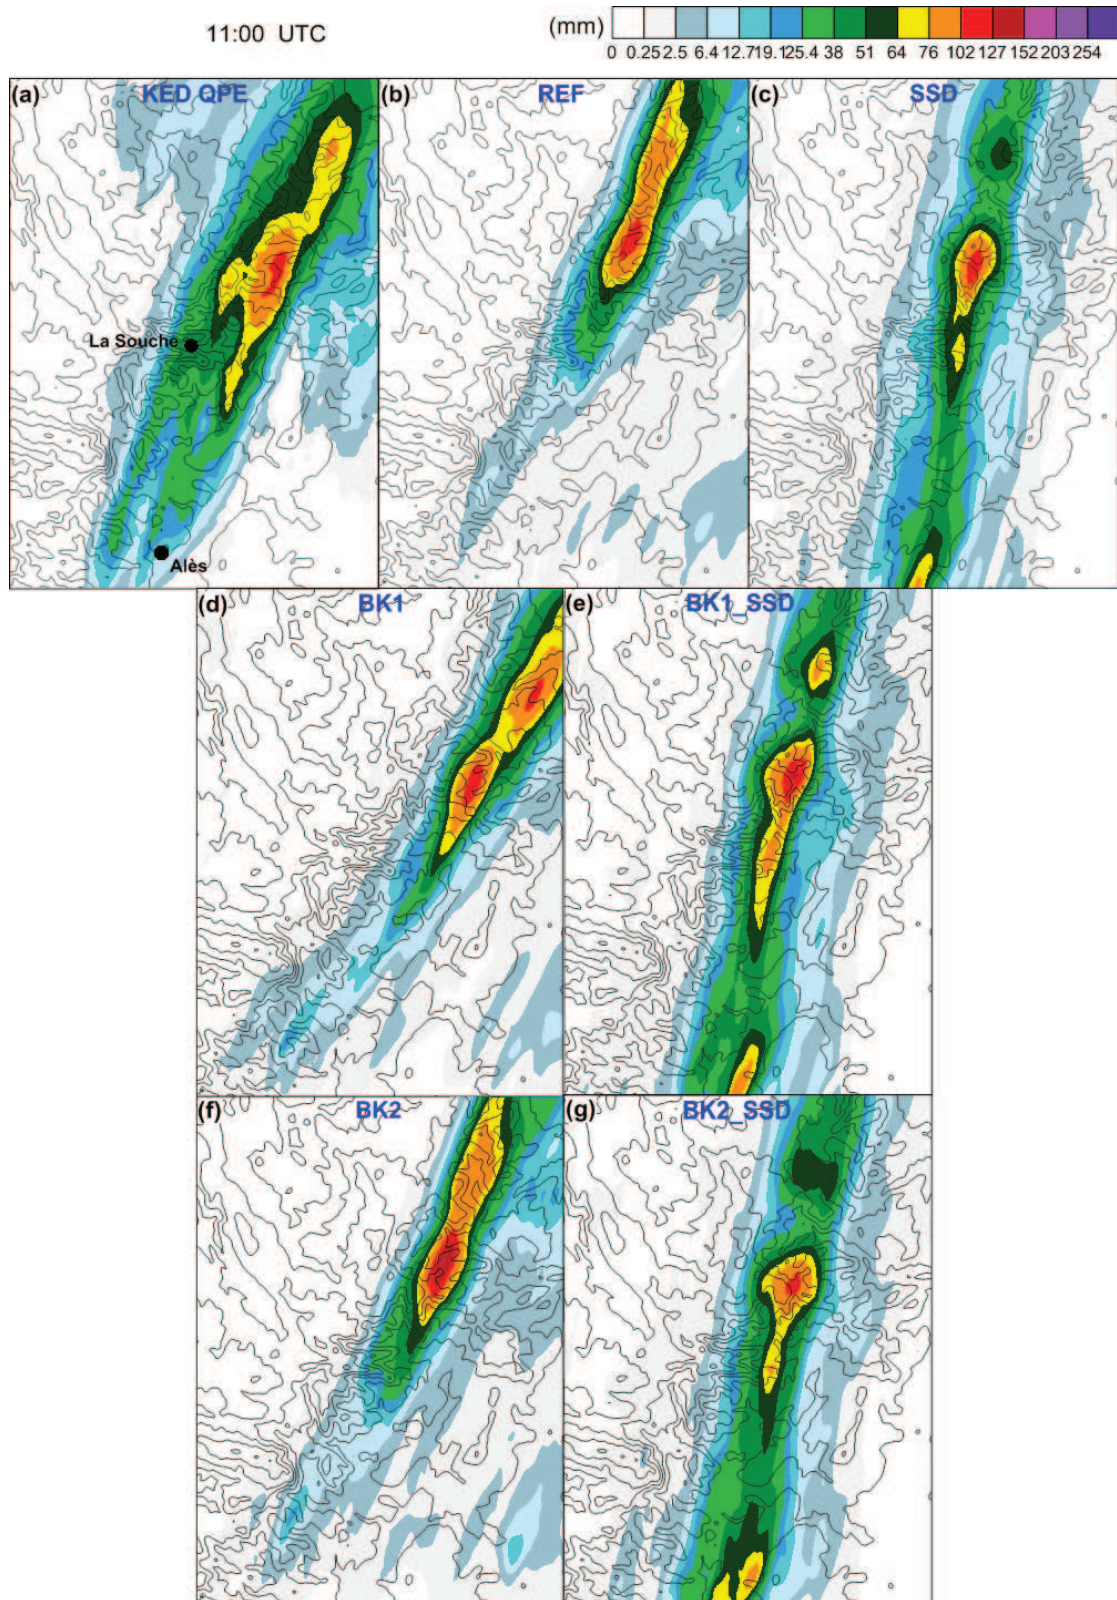 11:00 UTC
(mm)
0 0.25 2.5 6.4 12.7 19.1 25.4 38 51 64 76 102 127 152 203 254
(a) KED QPE
(b) REF
(c) SSD
La Souche
Alès
(d) BK1
(e) BK1_SSD
(f) BK2
(g) BK2_SSD